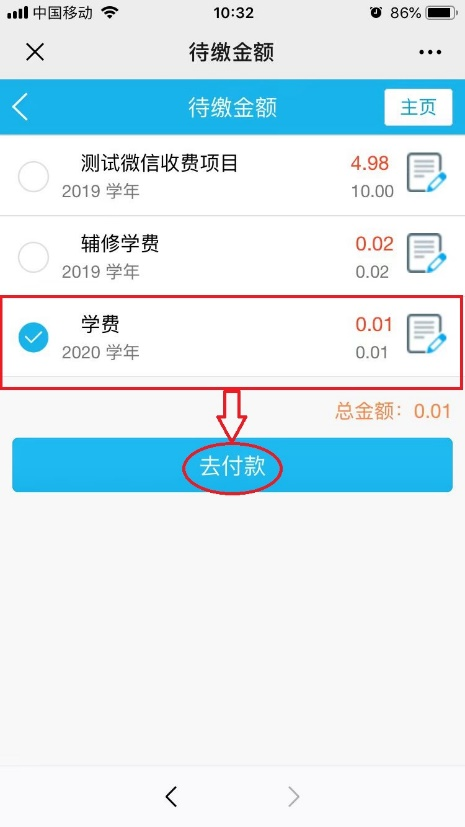 中国移动 10:32 86%
待缴金额
待缴金额 主页
测试微信收费项目 4.98
2019 学年 10.00
辅修学费 0.02
2019 学年 0.02
学费 0.01
2020 学年 0.01
总金额：0.01
去付款